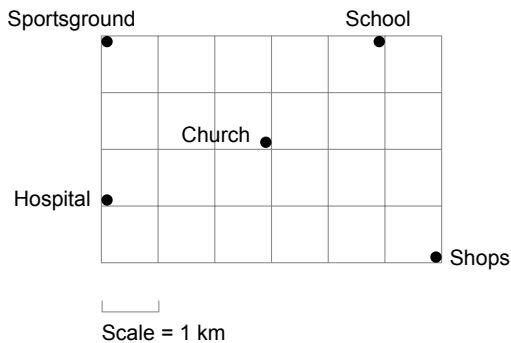 Sportsground
School
Church
Hospital
Shops
Scale = 1 km